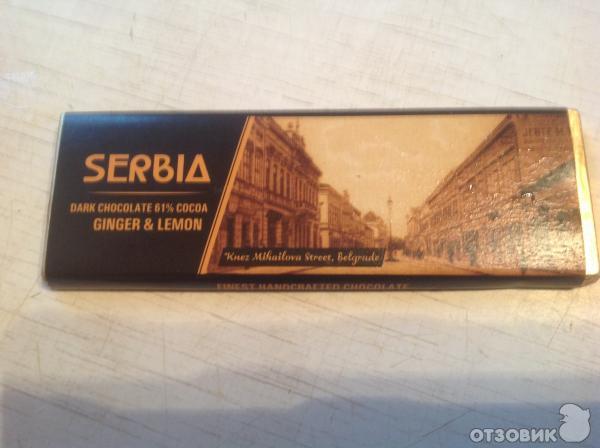 SERBIA
DARK CHOCOLATE 61% COCOA
GINGER & LEMON
Knez Mihailova Street, Belgrade
FINEST HANDCRAFTED CHOCOLATE
ОТЗОВИК